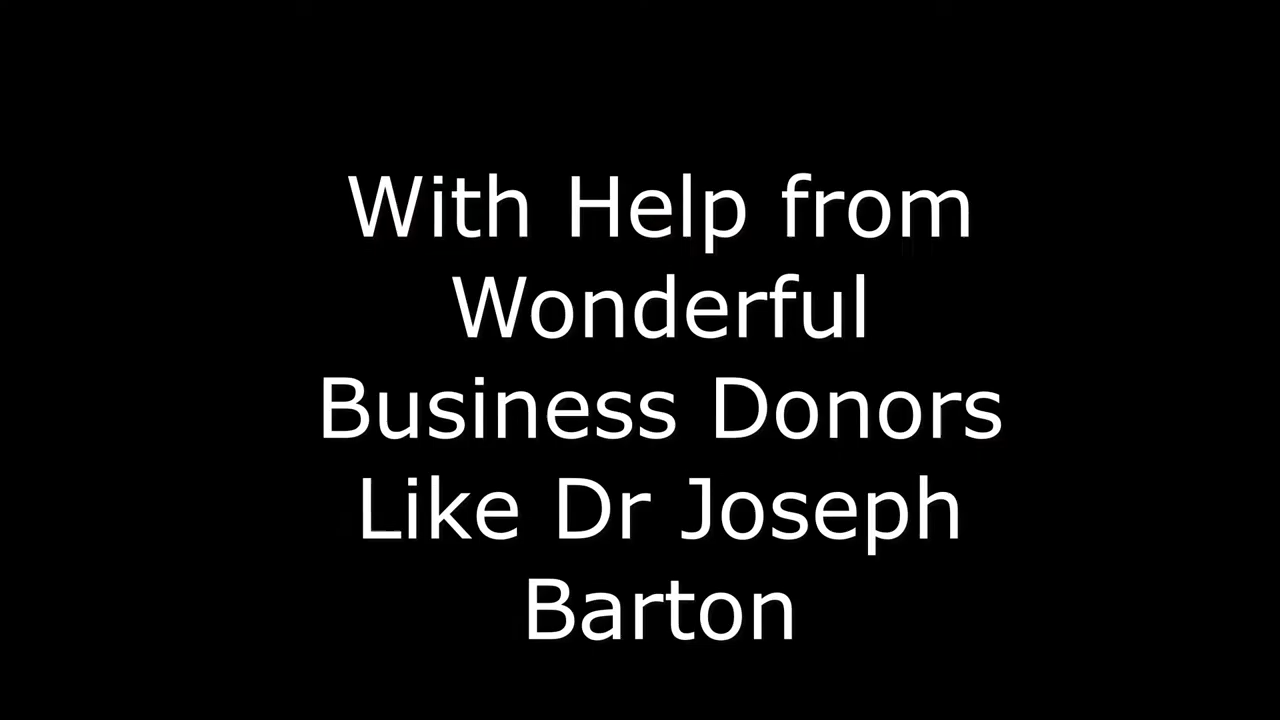 With Help from
Wonderful
Business Donors
Like Dr Joseph
Barton